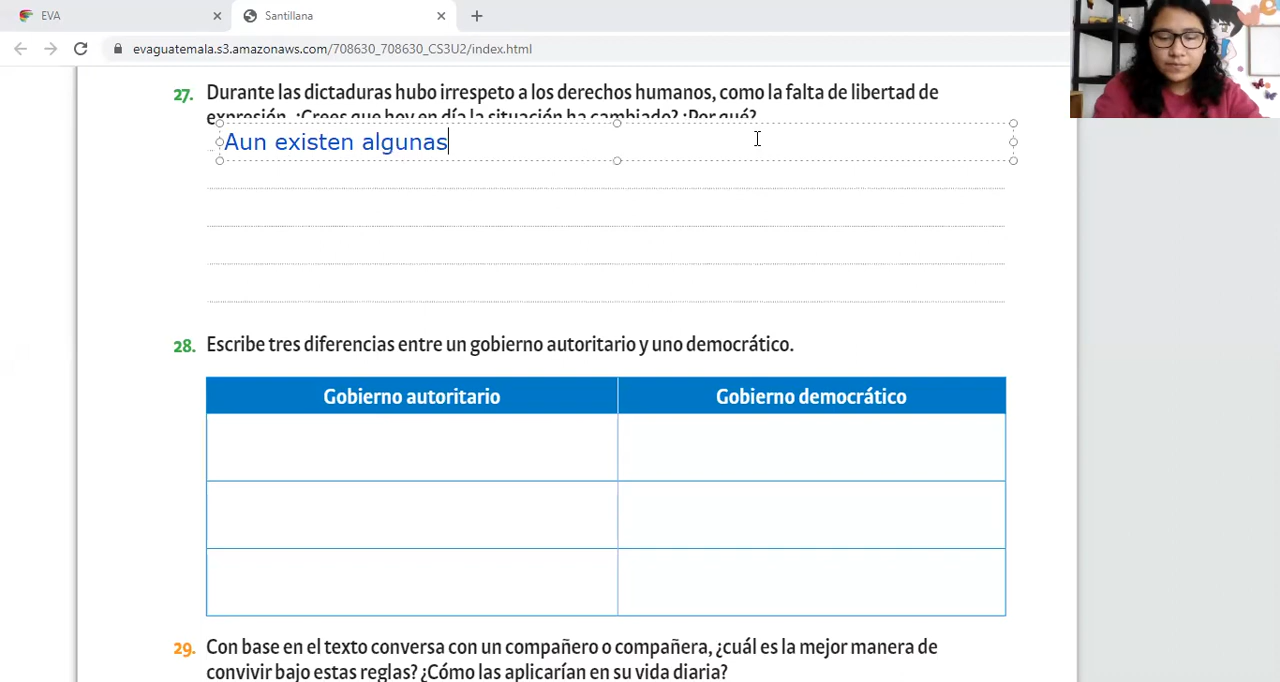 EVA
Santillana
evaguatemala.s3.amazonaws.com/708630_708630_CS3U2/index.html
27. Durante las dictaduras hubo irrespeto a los derechos humanos, como la falta de libertad de
expresión. ¿Crees que hoy en día la situación ha cambiado? ¿Por qué?
Aun existen algunas
28. Escribe tres diferencias entre un gobierno autoritario y uno democrático.
Gobierno autoritario Gobierno democrático
29. Con base en el texto conversa con un compañero o compañera, ¿cuál es la mejor manera de
convivir bajo estas reglas? ¿Cómo las aplicarían en su vida diaria?